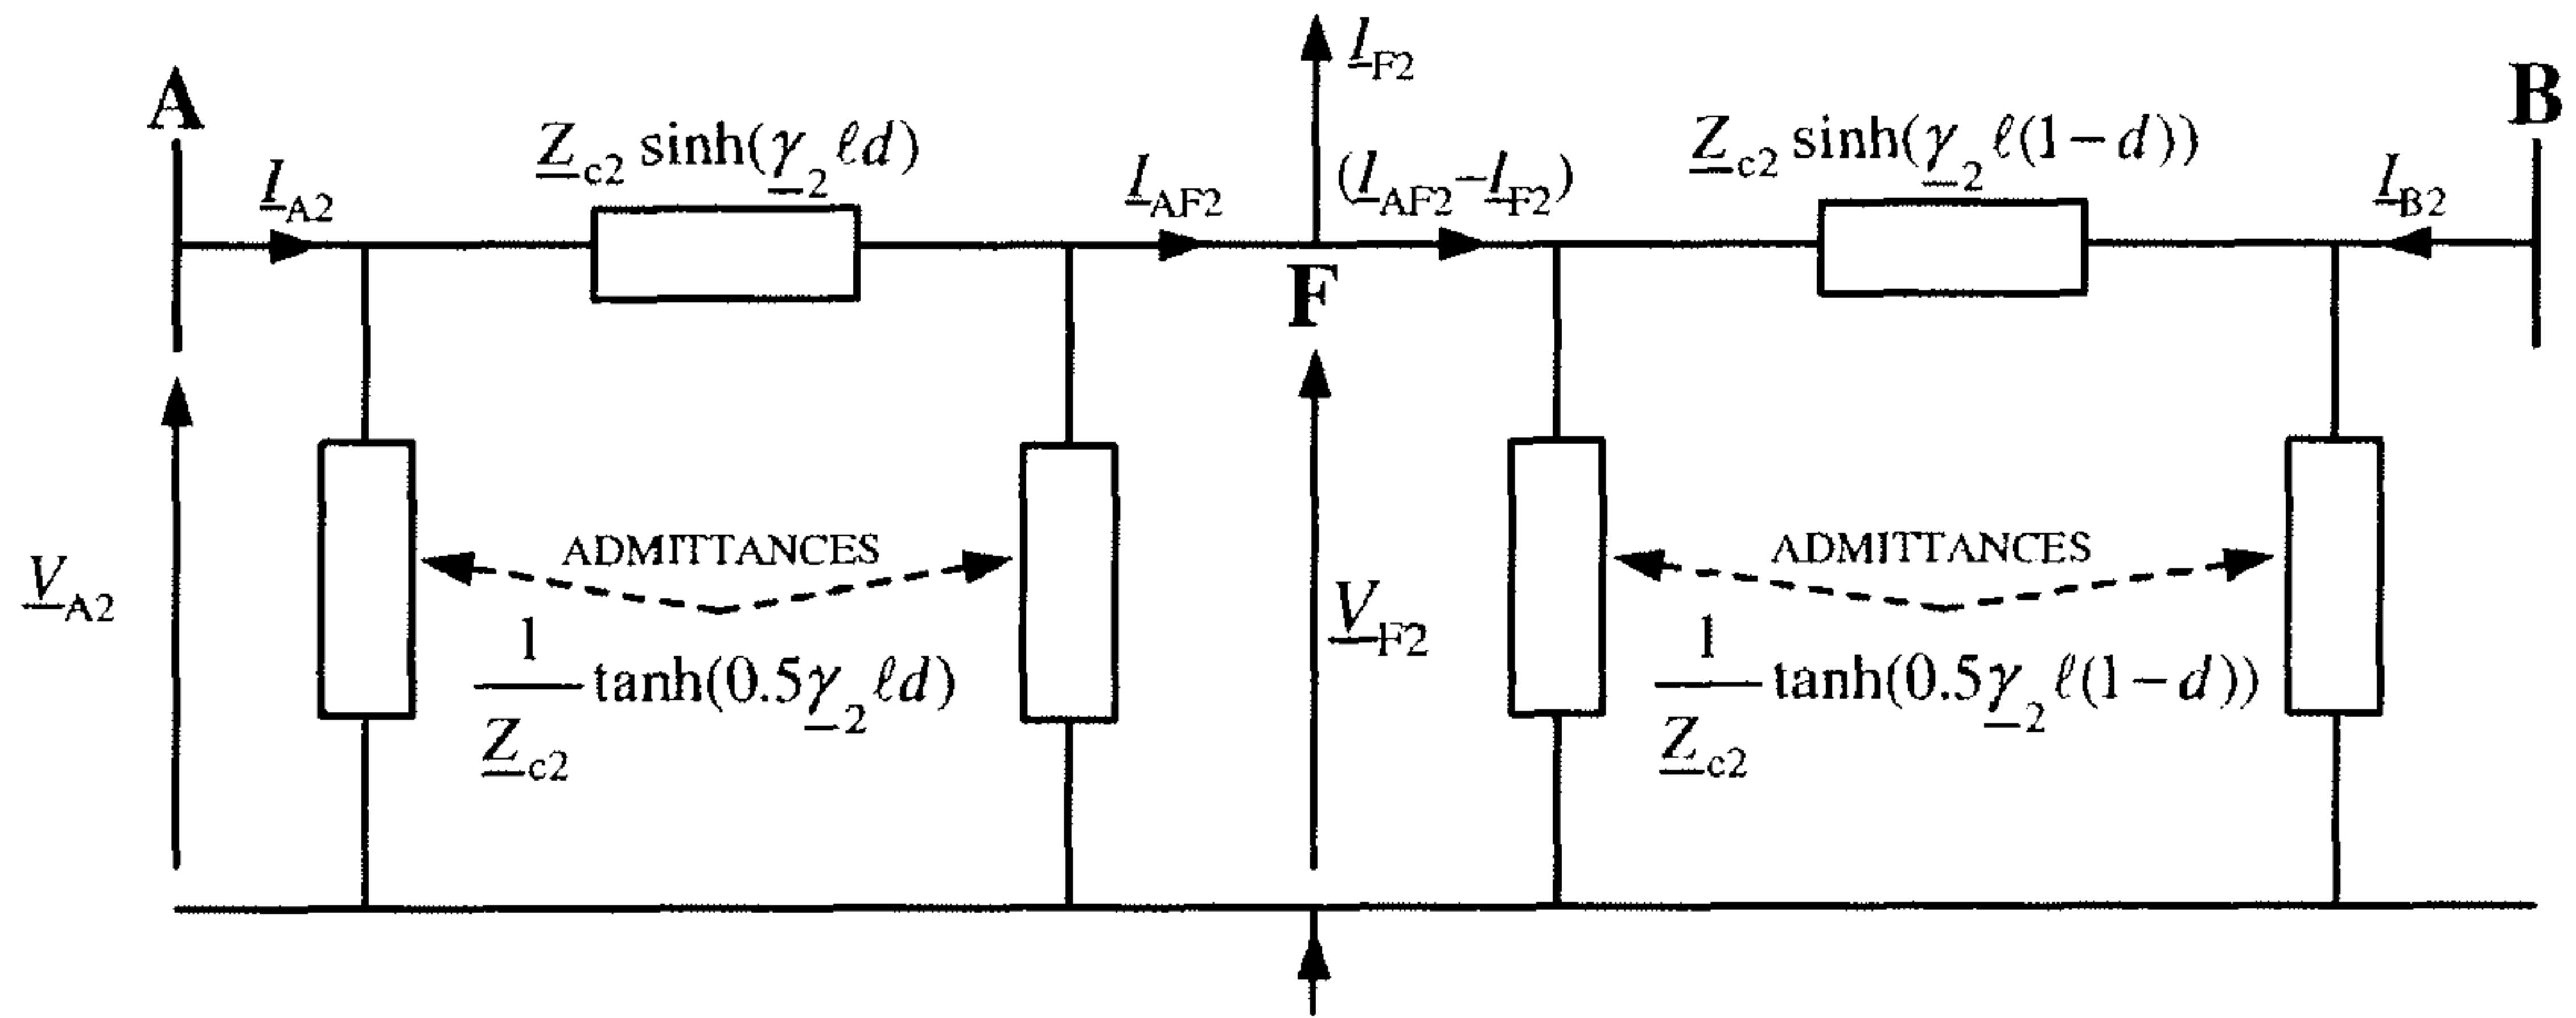 A
B
I_F2
Z_c2 sinh(γ_2 ℓd)
Z_c2 sinh(γ_2 ℓ(1−d))
I_A2
I_AF2
(I_AF2−I_F2)
I_B2
F
ADMITTANCES
ADMITTANCES
V_A2
V_F2
1/Z_c2 tanh(0.5γ_2 ℓd)
1/Z_c2 tanh(0.5γ_2 ℓ(1−d))